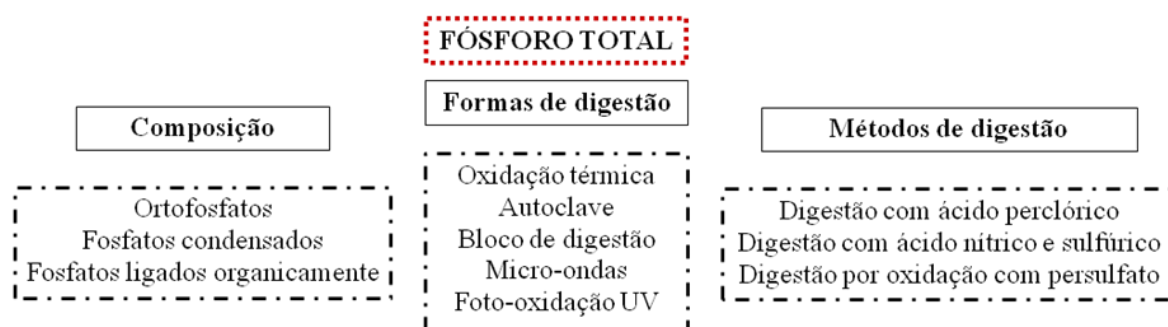 FÓSFORO TOTAL
Formas de digestão
Composição
Métodos de digestão
Ortofosfatos
Fosfatos condensados
Fosfatos ligados organicamente
Oxidação térmica
Autoclave
Bloco de digestão
Micro-ondas
Foto-oxidação UV
Digestão com ácido perclórico
Digestão com ácido nítrico e sulfúrico
Digestão por oxidação com persulfato